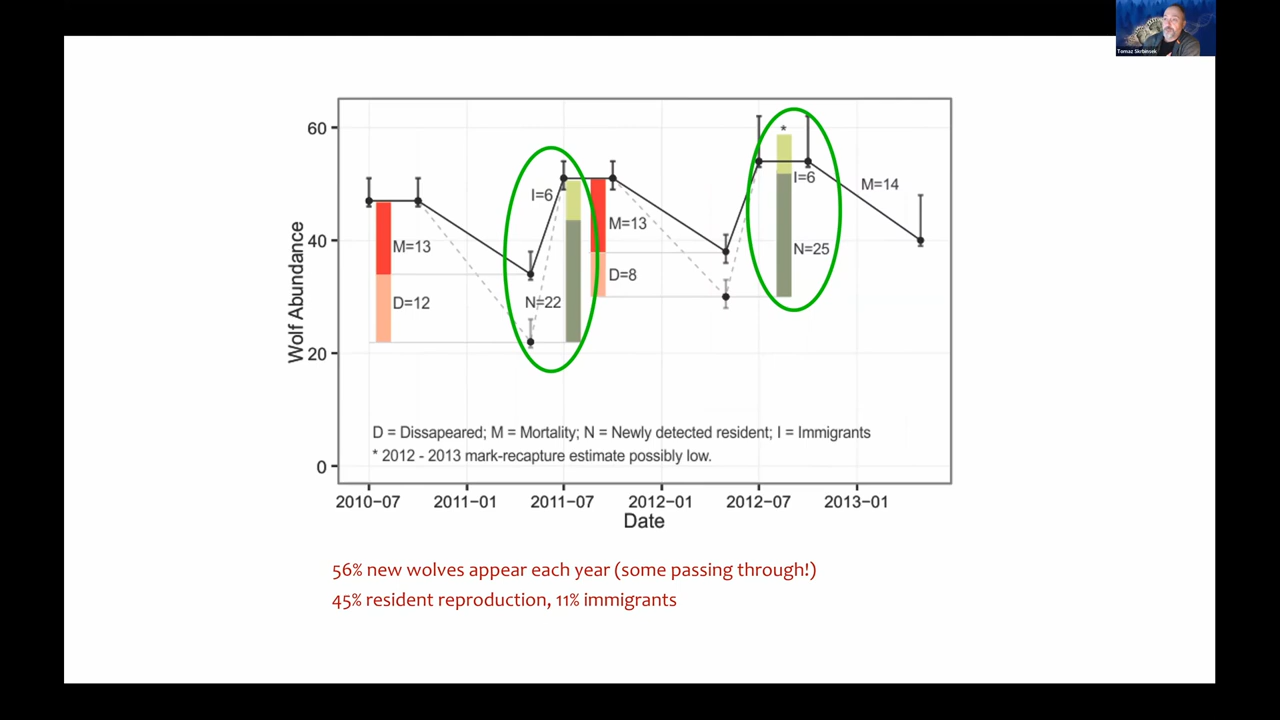 Tomaz Skrbinsek
60
*
I=6
I=6
M=14
M=13
M=13
40
N=25
D=8
D=12
N=22
20
Wolf Abundance
D = Dissapeared; M = Mortality; N = Newly detected resident; I = Immigrants
* 2012 - 2013 mark-recapture estimate possibly low.
0
2010-07 2011-01 2011-07 2012-01 2012-07 2013-01
Date
56% new wolves appear each year (some passing through!)
45% resident reproduction, 11% immigrants